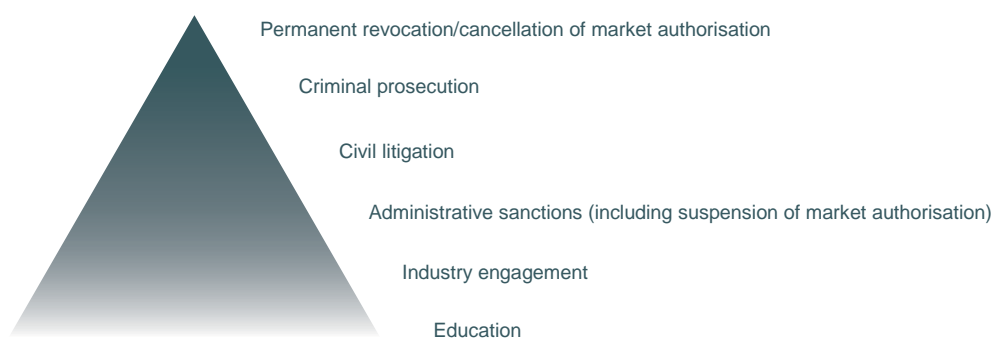 Permanent revocation/cancellation of market authorisation
Criminal prosecution
Civil litigation
Administrative sanctions (including suspension of market authorisation)
Industry engagement
Education